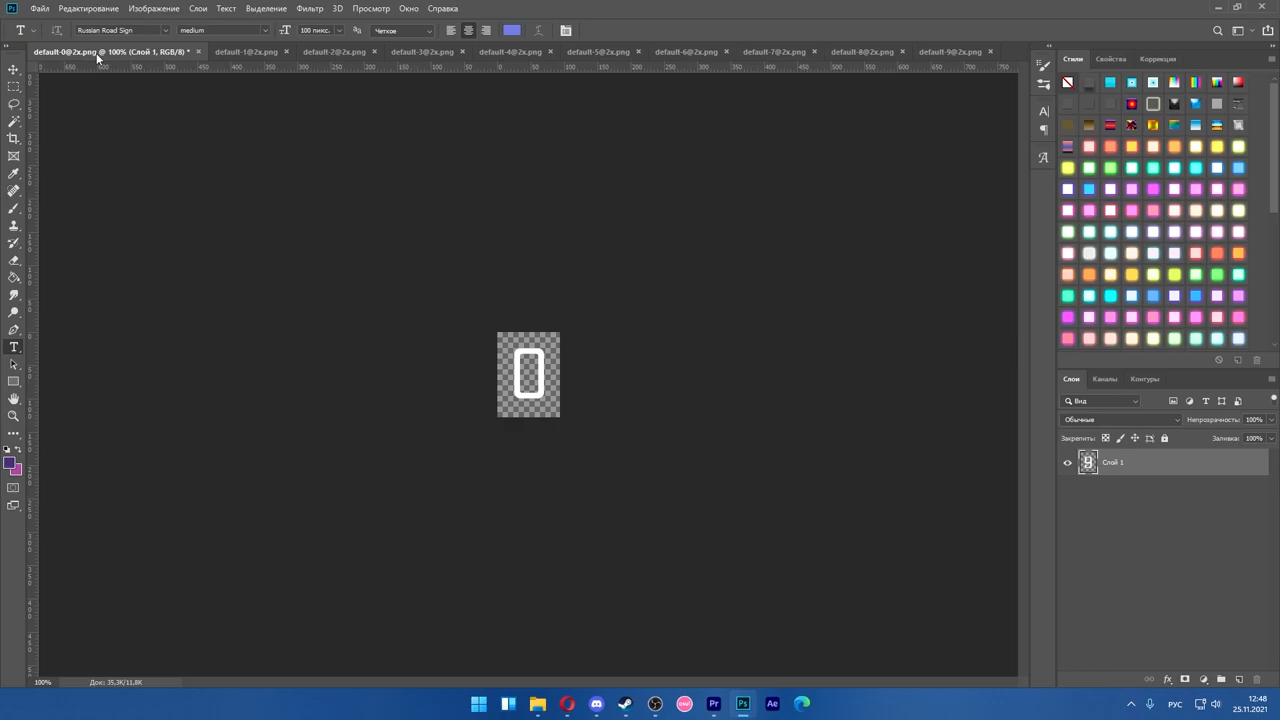 Файл Редактирование Изображение Слои Текст Выделение Фильтр 3D Просмотр Окно Справка
Russian Road Sign medium 100 пикс. Четкое
default-0@2x.png @ 100% (Слой 1, RGB/8) * default-1@2x.png default-2@2x.png default-3@2x.png default-4@2x.png default-5@2x.png default-6@2x.png default-7@2x.png default-8@2x.png default-9@2x.png
Стили Свойства Коррекция
0
Слои Каналы Контуры
Вид
Обычные Непрозрачность: 100%
Закрепить: Заливка: 100%
Слой 1
100% Док: 35,3K/11,8K
РУС 12:48
25.11.2021